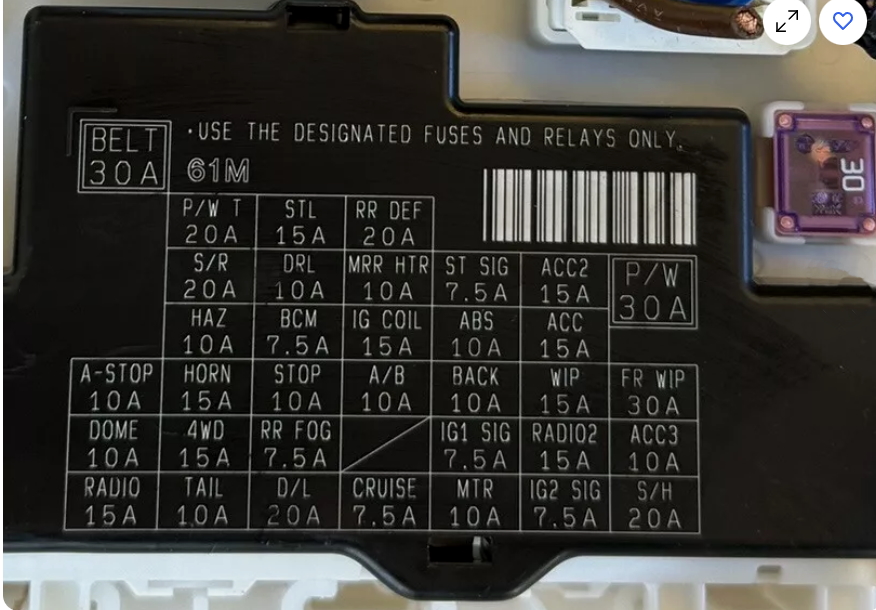 BELT
30A
·USE THE DESIGNATED FUSES AND RELAYS ONLY.
61M
P/W T STL RR DEF
20A 15A 20A
S/R DRL MRR HTR ST SIG ACC2 P/W
20A 10A 10A 7.5A 15A 30A
HAZ BCM IG COIL ABS ACC
10A 7.5A 15A 10A 15A
A-STOP HORN STOP A/B BACK WIP FR WIP
10A 15A 10A 10A 10A 15A 30A
DOME 4WD RR FOG IG1 SIG RADIO2 ACC3
10A 15A 7.5A 7.5A 15A 10A
RADIO TAIL D/L CRUISE MTR IG2 SIG S/H
15A 10A 20A 7.5A 10A 7.5A 20A
30